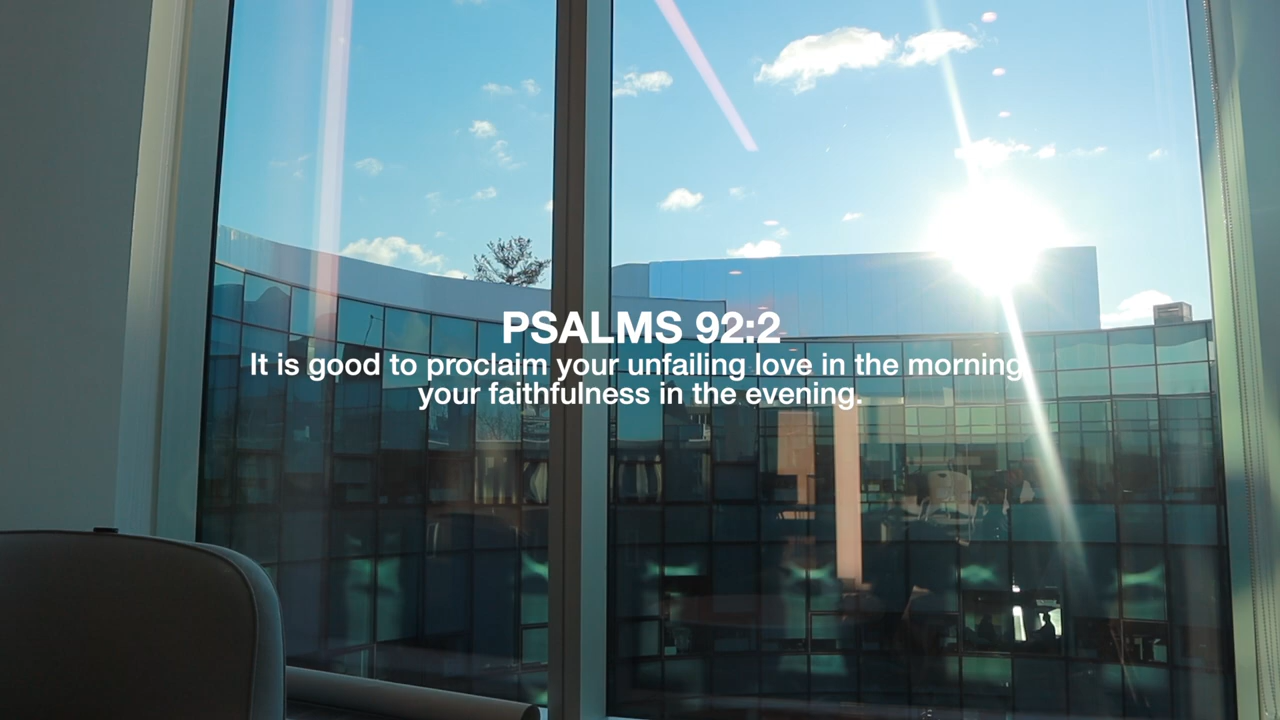 PSALMS 92:2
It is good to proclaim your unfailing love in the morning,
your faithfulness in the evening.